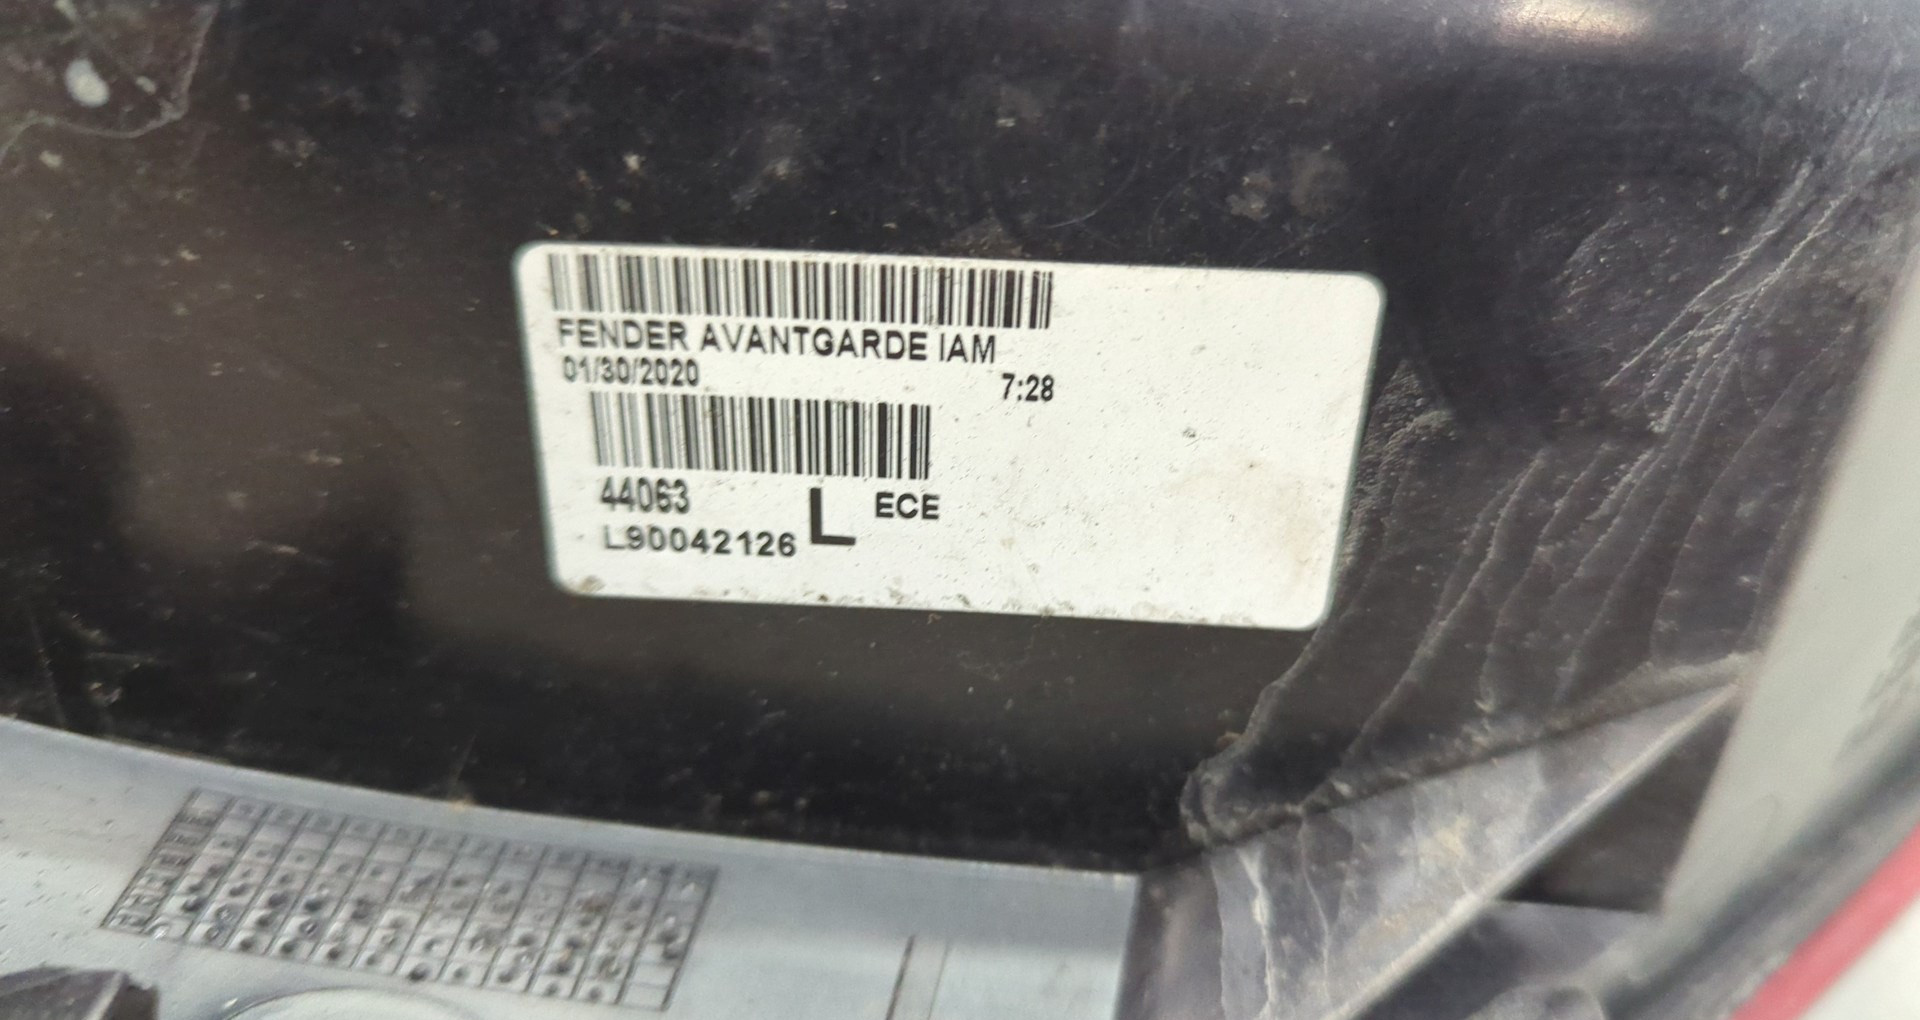 FENDER AVANTGARDE IAM
01/30/2020 7:28
44063 L ECE
L90042126